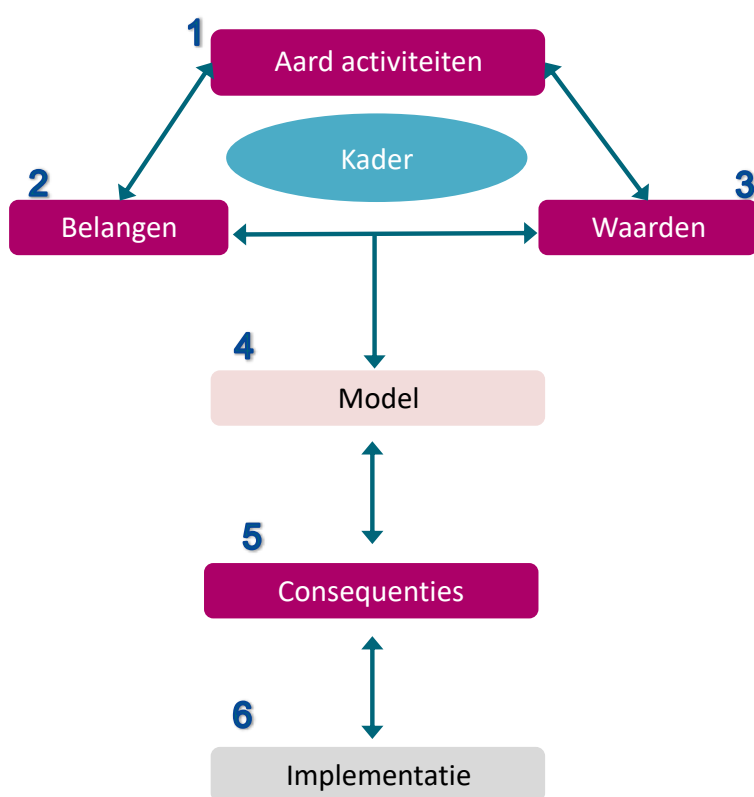 1
Aard activiteiten
Kader
2
Belangen
3
Waarden
4
Model
5
Consequenties
6
Implementatie